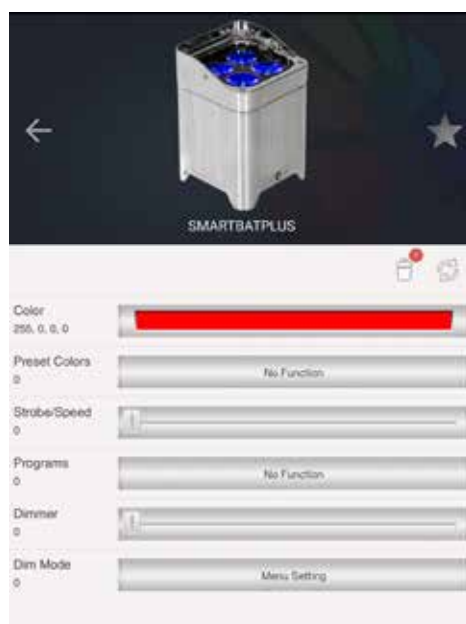 SMARTBATPLUS
Color
255, 0, 0, 0
Preset Colors
0
No Function
Strobe/Speed
0
Programs
0
No Function
Dimmer
0
Dim Mode
0
Menu Setting